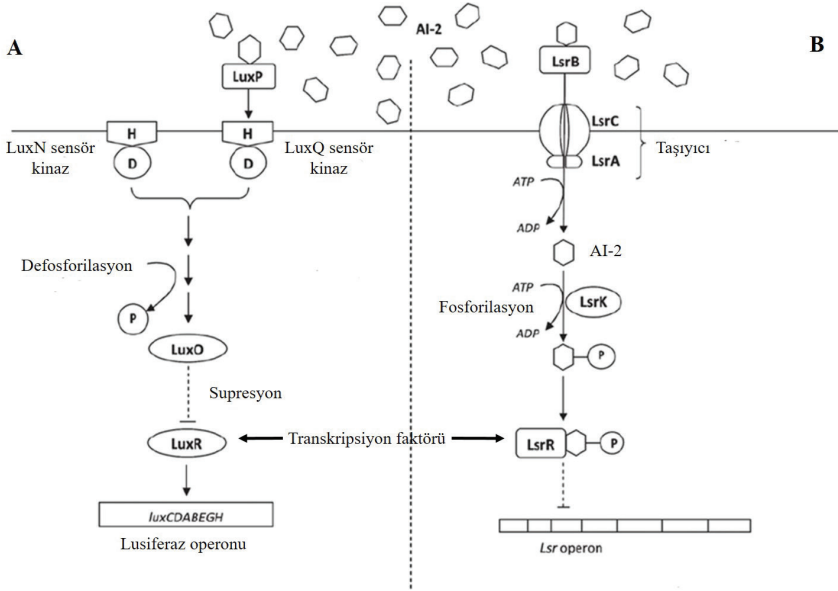 A
AI-2
B
LuxP
H
D
LuxN sensör
kinaz
H
D
LuxQ sensör
kinaz
Defosforilasyon
P
LuxO
Supresyon
LuxR
Transkripsiyon faktörü
luxCDABEGH
Lusiferaz operonu
LsrB
LsrC
LsrA
Taşıyıcı
ATP
ADP
AI-2
ATP
Fosforilasyon
LsrK
ADP
P
LsrR
P
Lsr operon